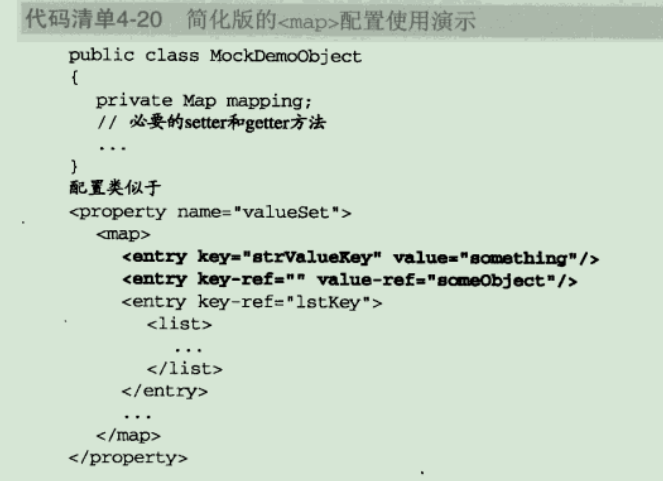 代码清单4-20 简化版的<map>配置使用演示
public class MockDemoObject
{
private Map mapping;
// 必要的setter和getter方法
...
}
配置类似于
<property name="valueSet">
<map>
<entry key="strValueKey" value="something"/>
<entry key-ref="" value-ref="someObject"/>
<entry key-ref="lstKey">
<list>
...
</list>
</entry>
...
</map>
</property>